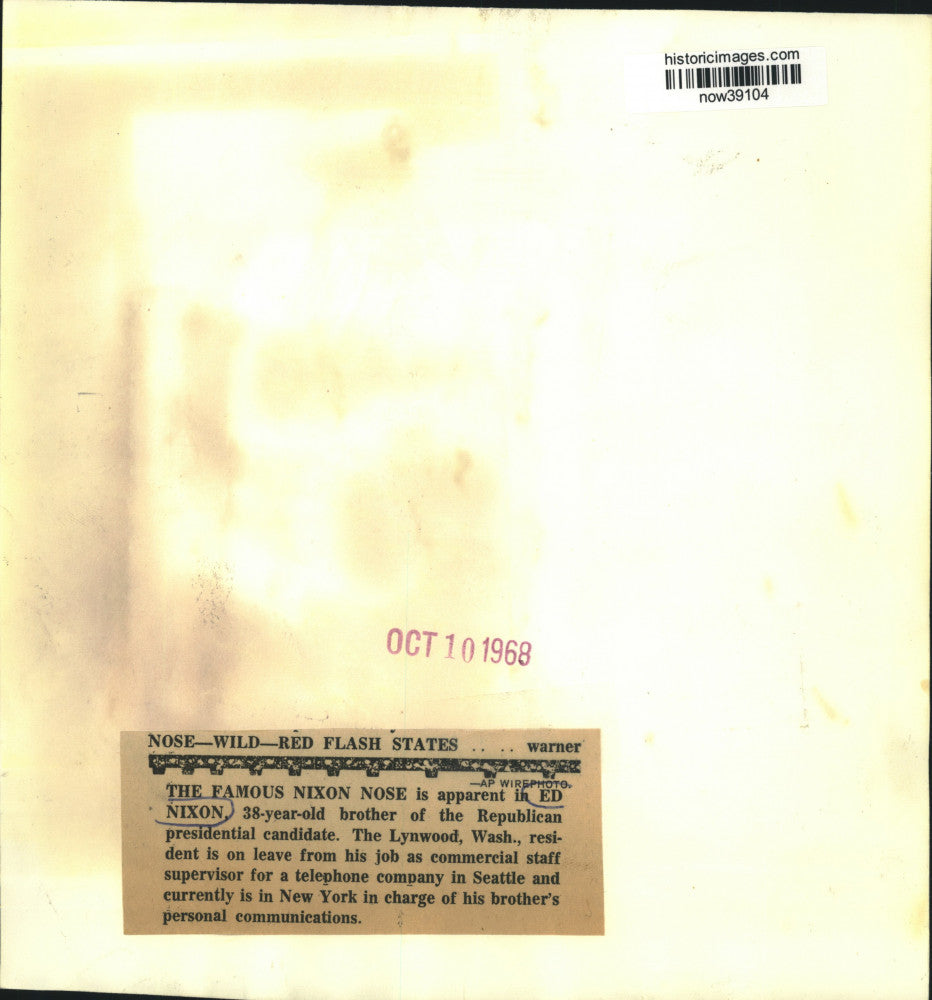 historicimages.com
now39104
OCT 10 1968
NOSE—WILD—RED FLASH STATES .. .. warner
—AP WIREPHOTO.
THE FAMOUS NIXON NOSE is apparent in ED
NIXON, 38-year-old brother of the Republican
presidential candidate. The Lynwood, Wash., resi-
dent is on leave from his job as commercial staff
supervisor for a telephone company in Seattle and
currently is in New York in charge of his brother's
personal communications.